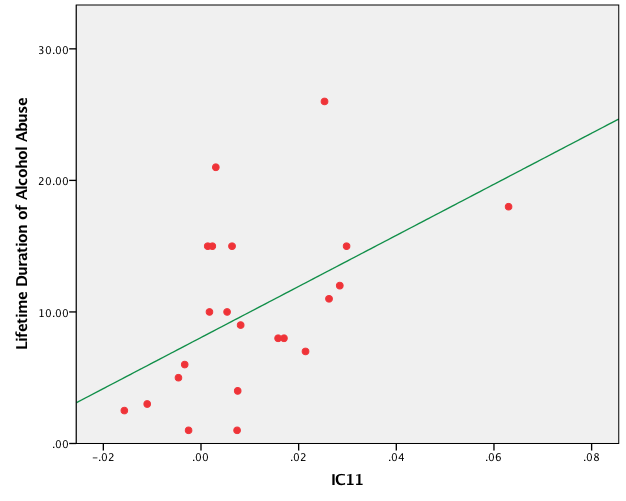 Lifetime Duration of Alcohol Abuse
30.00
20.00
10.00
.00
-.02 .00 .02 .04 .06 .08
IC11